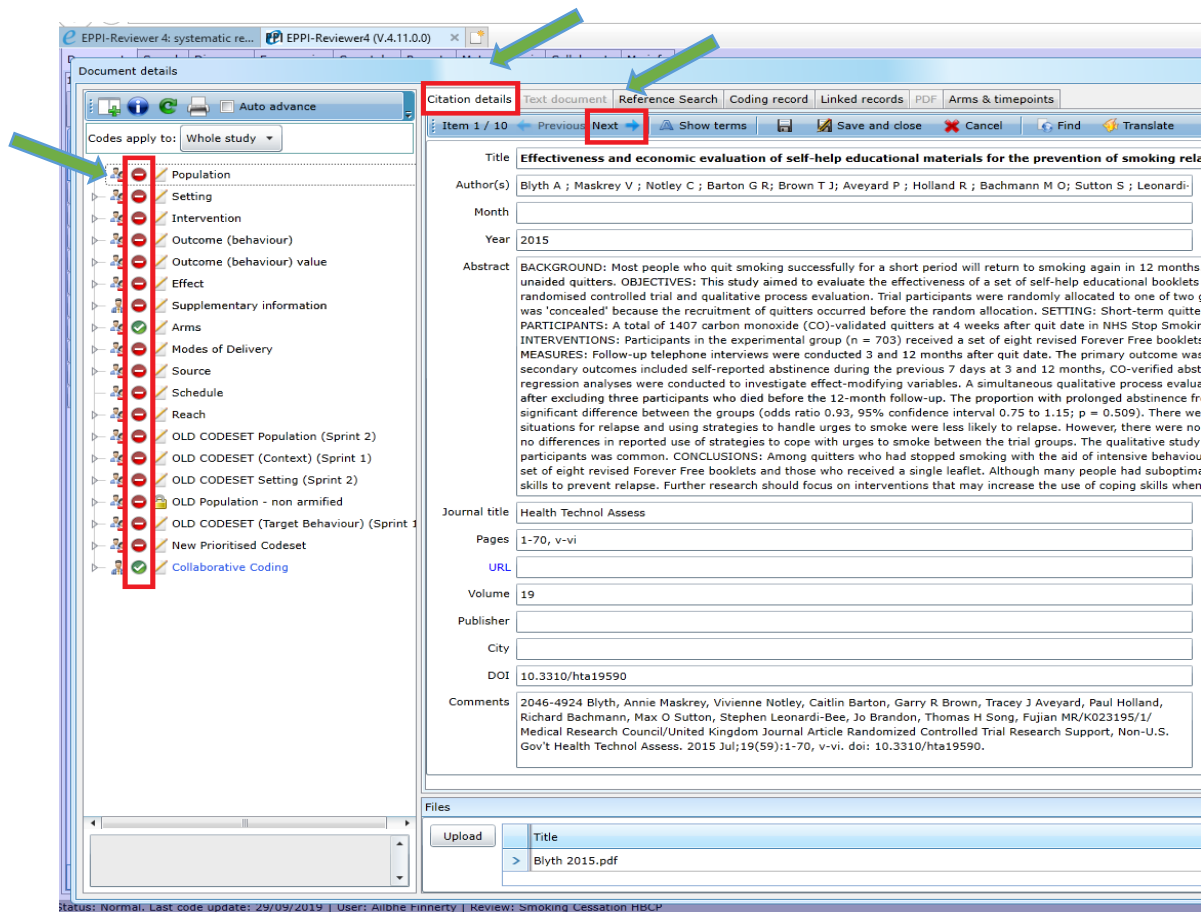 EPPI-Reviewer 4: systematic re...
EPPI-Reviewer4 (V.4.11.0.0)
Document details
Auto advance
Codes apply to: Whole study
Population
Setting
Intervention
Outcome (behaviour)
Outcome (behaviour) value
Effect
Supplementary information
Arms
Modes of Delivery
Source
Schedule
Reach
OLD CODESET Population (Sprint 2)
OLD CODESET (Context) (Sprint 1)
OLD CODESET Setting (Sprint 2)
OLD Population - non armified
OLD CODESET (Target Behaviour) (Sprint 1
New Prioritised Codeset
Collaborative Coding
Citation details Text document Reference Search Coding record Linked records PDF Arms & timepoints
Item 1 / 10 Previous Next Show terms Save and close Cancel Find Translate
Title Effectiveness and economic evaluation of self-help educational materials for the prevention of smoking rela
Author(s) Blyth A ; Maskrey V ; Notley C ; Barton G R; Brown T J; Aveyard P ; Holland R ; Bachmann M O; Sutton S ; Leonardi-
Month
Year 2015
Abstract BACKGROUND: Most people who quit smoking successfully for a short period will return to smoking again in 12 months
unaided quitters. OBJECTIVES: This study aimed to evaluate the effectiveness of a set of self-help educational booklets
randomised controlled trial and qualitative process evaluation. Trial participants were randomly allocated to one of two g
was 'concealed' because the recruitment of quitters occurred before the random allocation. SETTING: Short-term quitte
PARTICIPANTS: A total of 1407 carbon monoxide (CO)-validated quitters at 4 weeks after quit date in NHS Stop Smokin
INTERVENTIONS: Participants in the experimental group (n = 703) received a set of eight revised Forever Free booklets
MEASURES: Follow-up telephone interviews were conducted 3 and 12 months after quit date. The primary outcome was
secondary outcomes included self-reported abstinence during the previous 7 days at 3 and 12 months, CO-verified abst
regression analyses were conducted to investigate effect-modifying variables. A simultaneous qualitative process evalua
after excluding three participants who died before the 12-month follow-up. The proportion with prolonged abstinence fr
significant difference between the groups (odds ratio 0.93, 95% confidence interval 0.75 to 1.15; p = 0.509). There we
situations for relapse and using strategies to handle urges to smoke were less likely to relapse. However, there were no
no differences in reported use of strategies to cope with urges to smoke between the trial groups. The qualitative study
participants was common. CONCLUSIONS: Among quitters who had stopped smoking with the aid of intensive behaviou
set of eight revised Forever Free booklets and those who received a single leaflet. Although many people had suboptima
skills to prevent relapse. Further research should focus on interventions that may increase the use of coping skills when
Journal title Health Technol Assess
Pages 1-70, v-vi
URL
Volume 19
Publisher
City
DOI 10.3310/hta19590
Comments 2046-4924 Blyth, Annie Maskrey, Vivienne Notley, Caitlin Barton, Garry R Brown, Tracey J Aveyard, Paul Holland,
Richard Bachmann, Max O Sutton, Stephen Leonardi-Bee, Jo Brandon, Thomas H Song, Fujian MR/K023195/1/
Medical Research Council/United Kingdom Journal Article Randomized Controlled Trial Research Support, Non-U.S.
Gov't Health Technol Assess. 2015 Jul;19(59):1-70, v-vi. doi: 10.3310/hta19590.
Files
Upload Title
Blyth 2015.pdf
Status: Normal. Last code update: 29/09/2019 | User: Ailbhe Finnerty | Review: Smoking Cessation HBCP